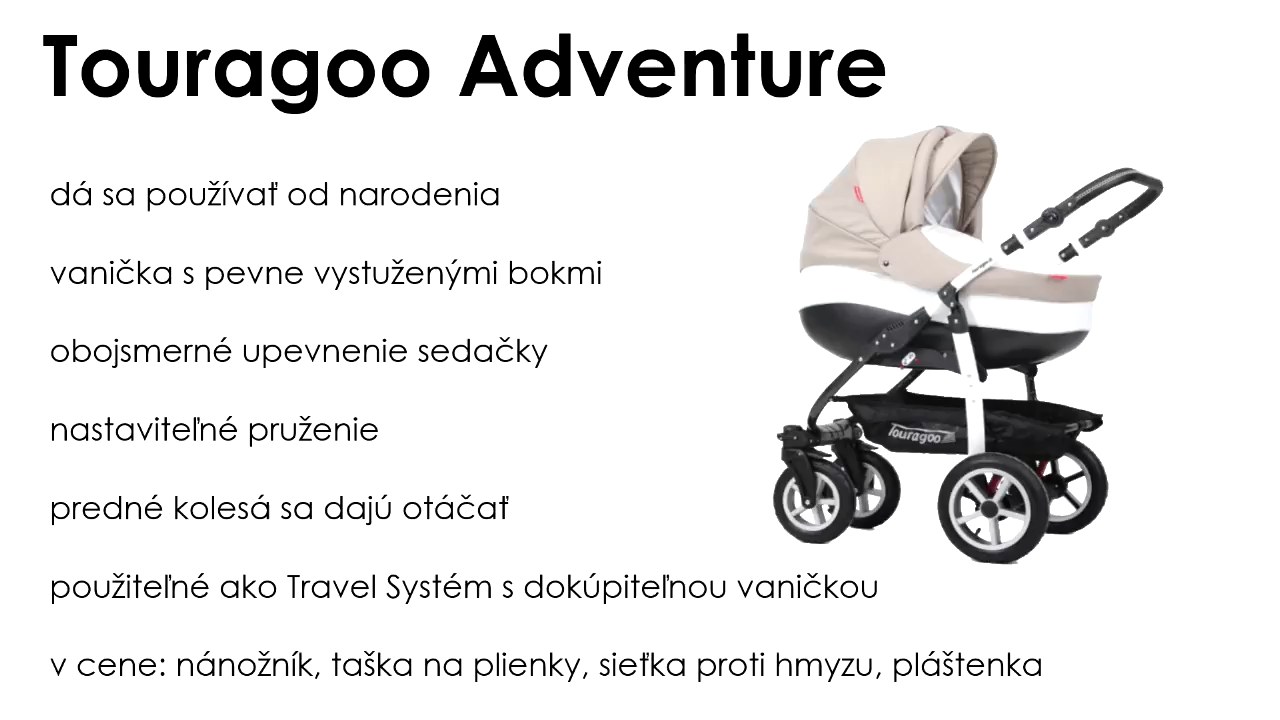 Touragoo Adventure
dá sa používať od narodenia
vanička s pevne vystuženými bokmi
obojsmerné upevnenie sedačky
nastaviteľné pruženie
predné kolesá sa dajú otáčať
Touragoo
použiteľné ako Travel Systém s dokúpiteľnou vaničkou
v cene: nánožník, taška na plienky, sieťka proti hmyzu, pláštenka